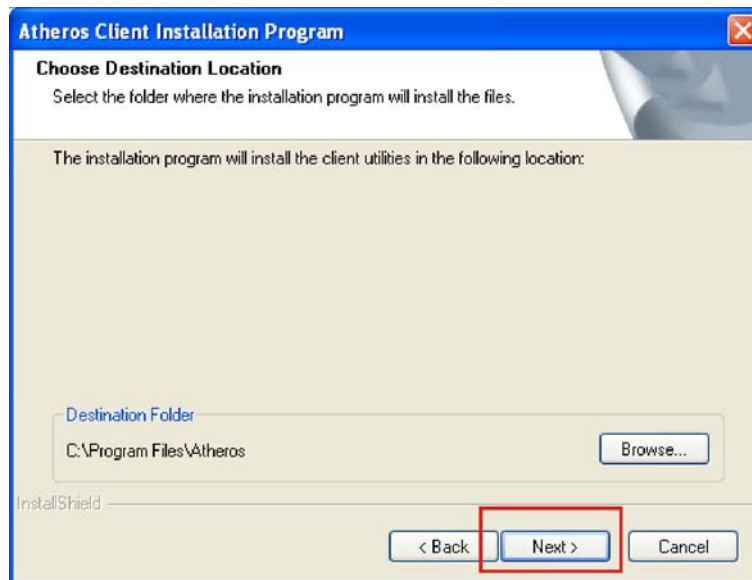 Atheros Client Installation Program
Choose Destination Location
Select the folder where the installation program will install the files.
The installation program will install the client utilities in the following location:
Destination Folder
C:\Program Files\Atheros
Browse...
InstallShield
< Back
Next >
Cancel